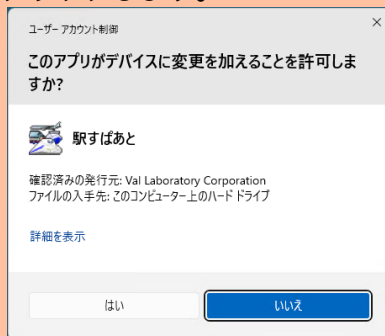 ユーザー アカウント制御
×
このアプリがデバイスに変更を加えることを許可しま
すか?
駅すぱあと
確認済みの発行元: Val Laboratory Corporation
ファイルの入手先: このコンピューター上のハード ドライブ
詳細を表示
はい
いいえ